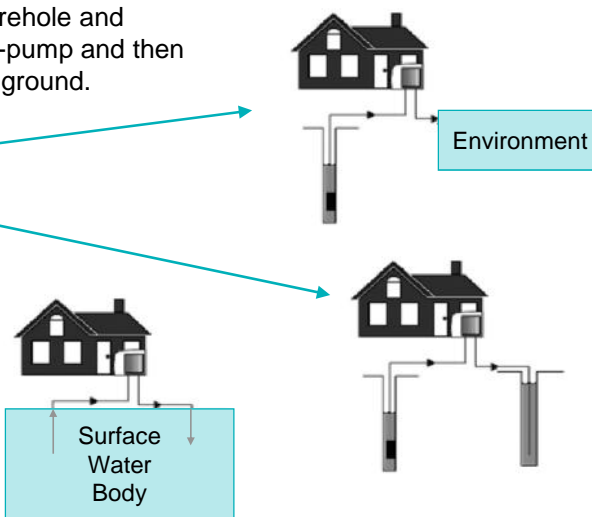 rehole and
-pump and then
ground.
Environment
Surface
Water
Body